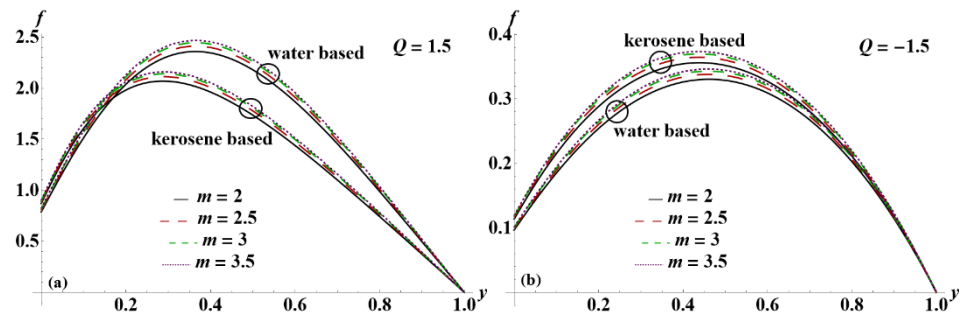 f
2.5
water based
Q = 1.5
2.0
1.5
kerosene based
1.0
m = 2
m = 2.5
0.5
m = 3
m = 3.5
(a)
0.2
0.4
0.6
0.8
1.0 y
f
0.4
kerosene based
Q = −1.5
0.3
water based
0.2
m = 2
m = 2.5
0.1
m = 3
m = 3.5
(b)
0.2
0.4
0.6
0.8
1.0 y